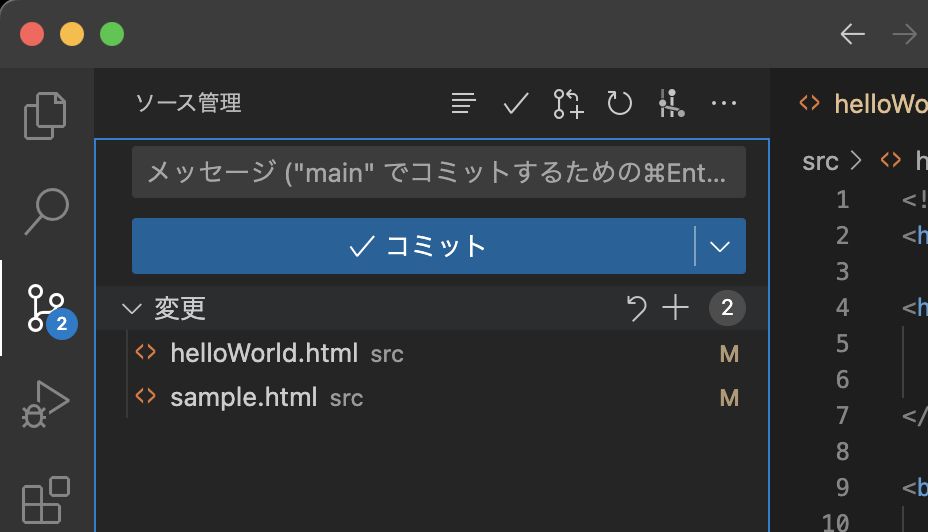 ソース管理
メッセージ ("main" でコミットするための⌘Ent...
コミット
変更 2
helloWorld.html src M
sample.html src M
2
helloWo
src
1 <!
2 <h
3
4 <h
5
6
7 </
8
9 <b
10